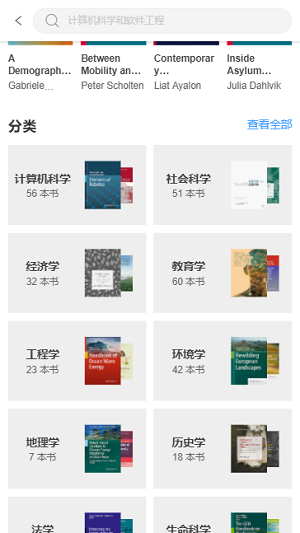 计算机科学和软件工程
A Demograph...
Gabriele...
Between Mobility an...
Peter Scholten
Contemporar y...
Liat Ayalon
Inside Asylum...
Julia Dahlvik
分类
查看全部
计算机科学
56 本书
Elements of Robotics
社会科学
51 本书
经济学
32 本书
教育学
60 本书
工程学
23 本书
Handbook of Ocean Wave Energy
环境学
42 本书
Rewilding European Landscapes
地理学
7 本书
历史学
18 本书
法学
生命科学